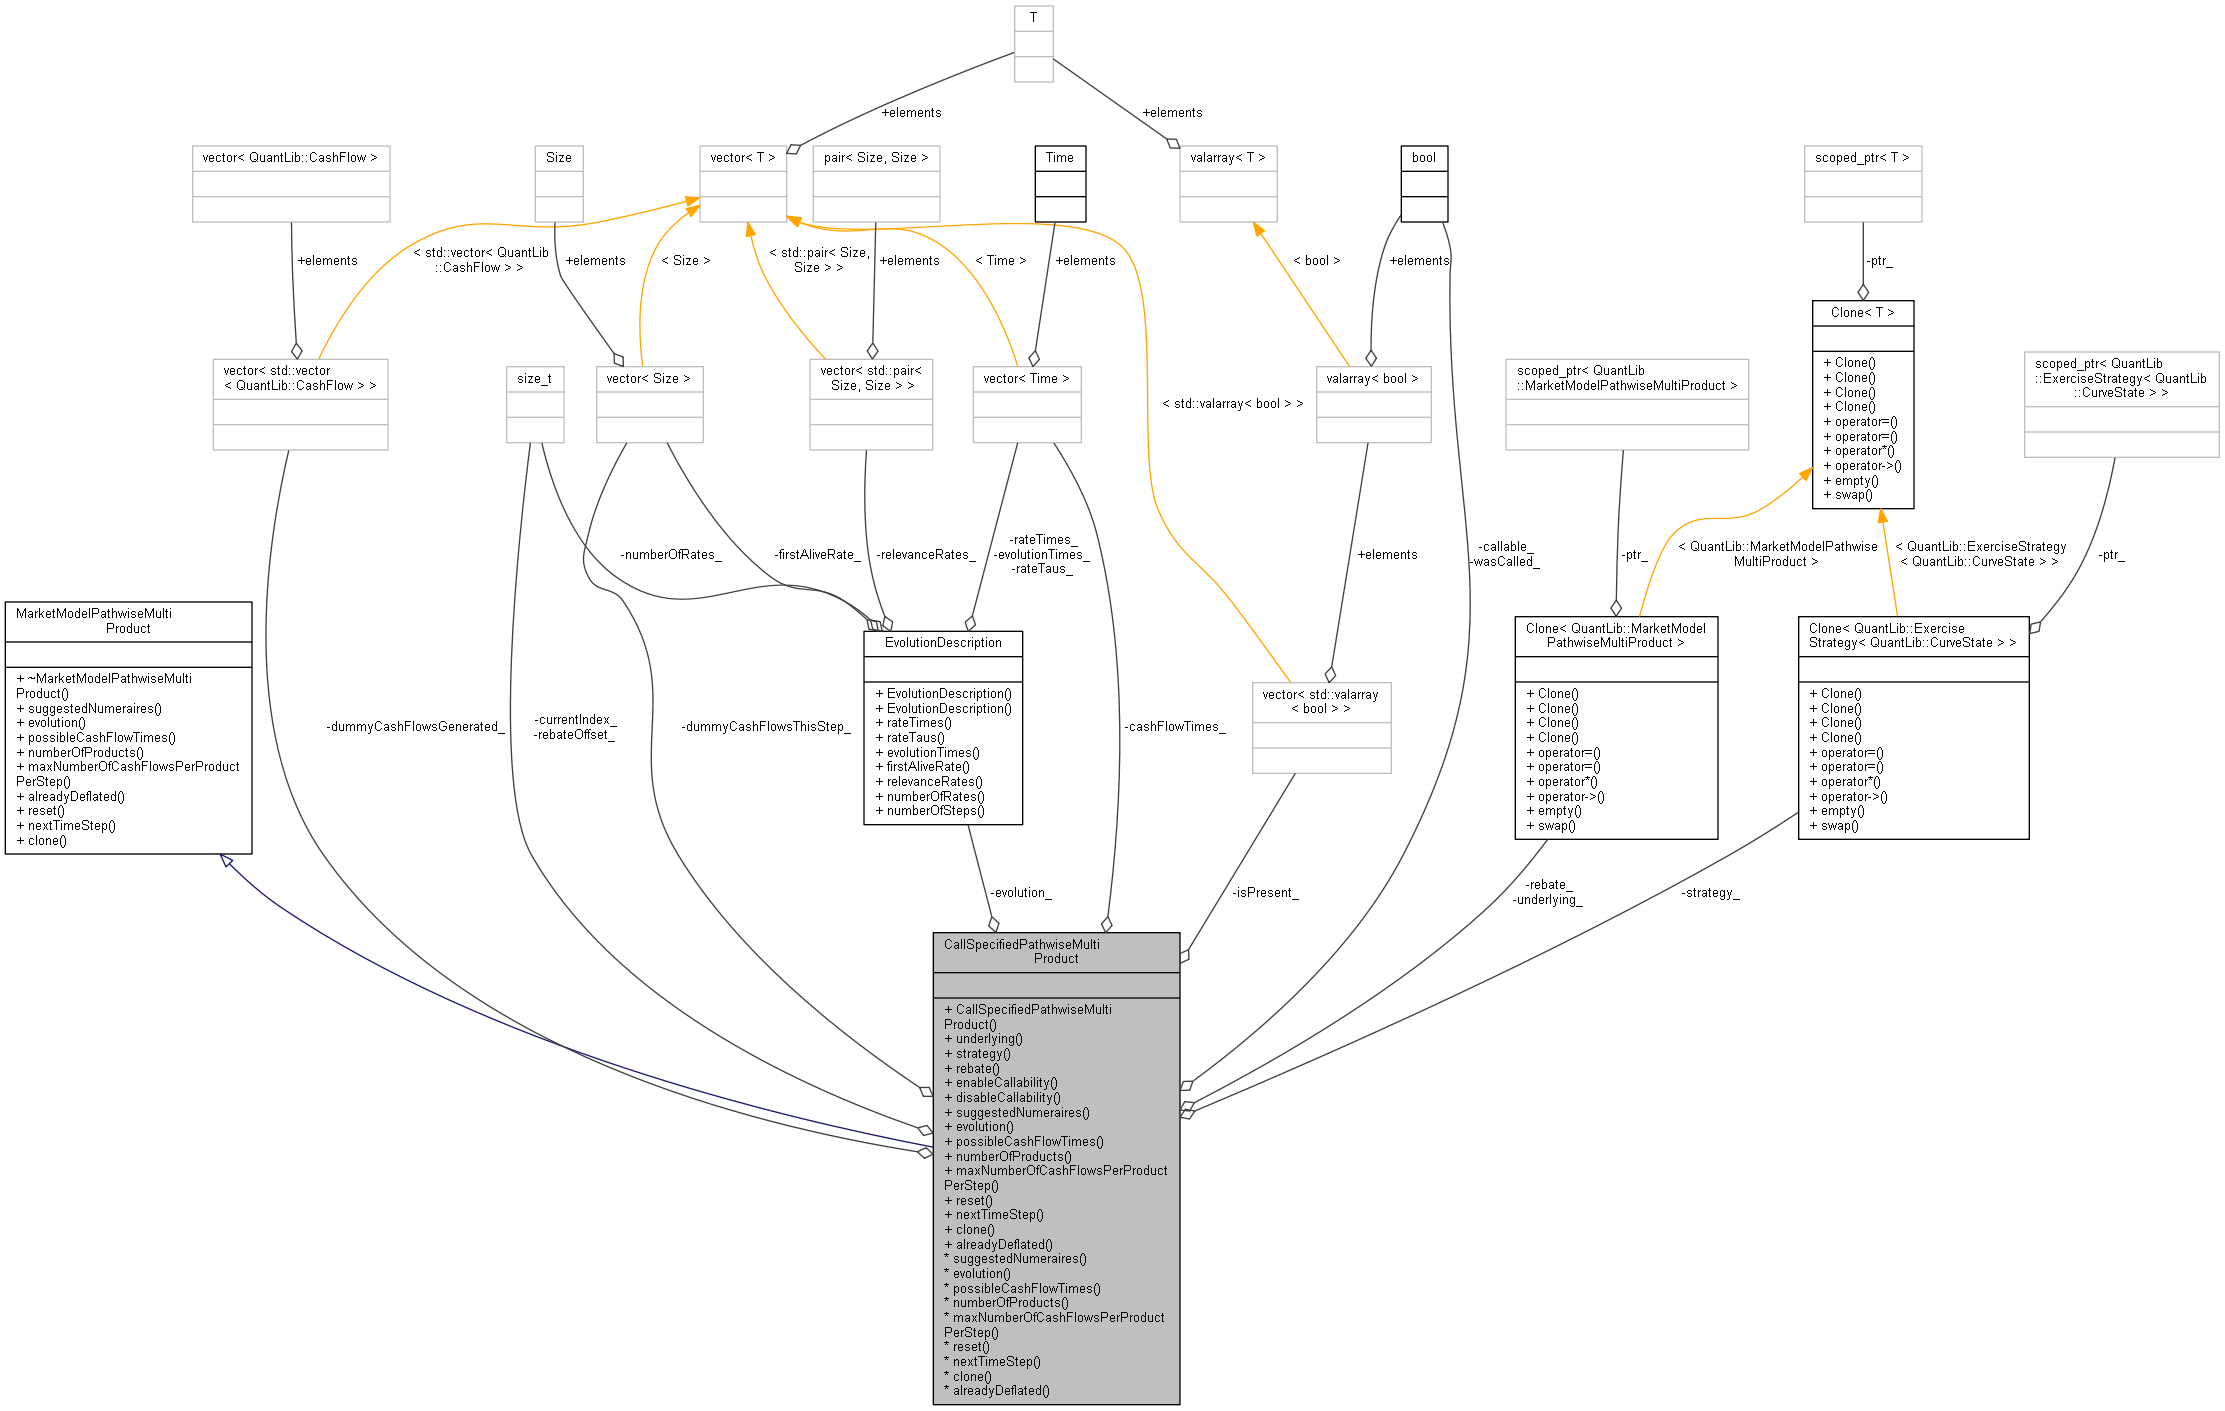 T
+elements
+elements
vector< QuantLib::CashFlow >
Size
vector< T >
pair< Size, Size >
Time
valarray< T >
bool
scoped_ptr< T >
+elements
< std::vector< QuantLib
::CashFlow > >
+elements
< Size >
< std::pair< Size,
Size > >
+elements
< Time >
+elements
< bool >
+elements
-ptr_
vector< std::vector
< QuantLib::CashFlow > >
size_t
vector< Size >
vector< std::pair<
Size, Size > >
vector< Time >
< std::valarray< bool > >
valarray< bool >
scoped_ptr< QuantLib
::MarketModelPathwiseMultiProduct >
Clone< T >
+ Clone()
+ Clone()
+ Clone()
+ Clone()
+ operator=()
+ operator=()
+ operator*()
+ operator->()
+ empty()
+ swap()
scoped_ptr< QuantLib
::ExerciseStrategy< QuantLib
::CurveState > >
-numberOfRates_
-firstAliveRate_
-relevanceRates_
-rateTimes_
-evolutionTimes_
-rateTaus_
+elements
-callable_
-wasCalled_
-ptr_
< QuantLib::MarketModelPathwise
MultiProduct >
< QuantLib::ExerciseStrategy
< QuantLib::CurveState > >
-ptr_
MarketModelPathwiseMulti
Product
+ ~MarketModelPathwiseMulti
Product()
+ suggestedNumeraires()
+ evolution()
+ possibleCashFlowTimes()
+ numberOfProducts()
+ maxNumberOfCashFlowsPerProduct
PerStep()
+ alreadyDeflated()
+ reset()
+ nextTimeStep()
+ clone()
-dummyCashFlowsGenerated_
-currentIndex_
-rebateOffset_
-dummyCashFlowsThisStep_
EvolutionDescription
+ EvolutionDescription()
+ EvolutionDescription()
+ rateTimes()
+ rateTaus()
+ evolutionTimes()
+ firstAliveRate()
+ relevanceRates()
+ numberOfRates()
+ numberOfSteps()
-cashFlowTimes_
vector< std::valarray
< bool > >
Clone< QuantLib::MarketModel
PathwiseMultiProduct >
+ Clone()
+ Clone()
+ Clone()
+ Clone()
+ operator=()
+ operator=()
+ operator*()
+ operator->()
+ empty()
+ swap()
Clone< QuantLib::Exercise
Strategy< QuantLib::CurveState > >
+ Clone()
+ Clone()
+ Clone()
+ Clone()
+ operator=()
+ operator=()
+ operator*()
+ operator->()
+ empty()
+ swap()
-evolution_
-isPresent_
-rebate_
-underlying_
-strategy_
CallSpecifiedPathwiseMulti
Product
+ CallSpecifiedPathwiseMulti
Product()
+ underlying()
+ strategy()
+ rebate()
+ enableCallability()
+ disableCallability()
+ suggestedNumeraires()
+ evolution()
+ possibleCashFlowTimes()
+ numberOfProducts()
+ maxNumberOfCashFlowsPerProduct
PerStep()
+ reset()
+ nextTimeStep()
+ clone()
+ alreadyDeflated()
* suggestedNumeraires()
* evolution()
* possibleCashFlowTimes()
* numberOfProducts()
* maxNumberOfCashFlowsPerProduct
PerStep()
* reset()
* nextTimeStep()
* clone()
* alreadyDeflated()